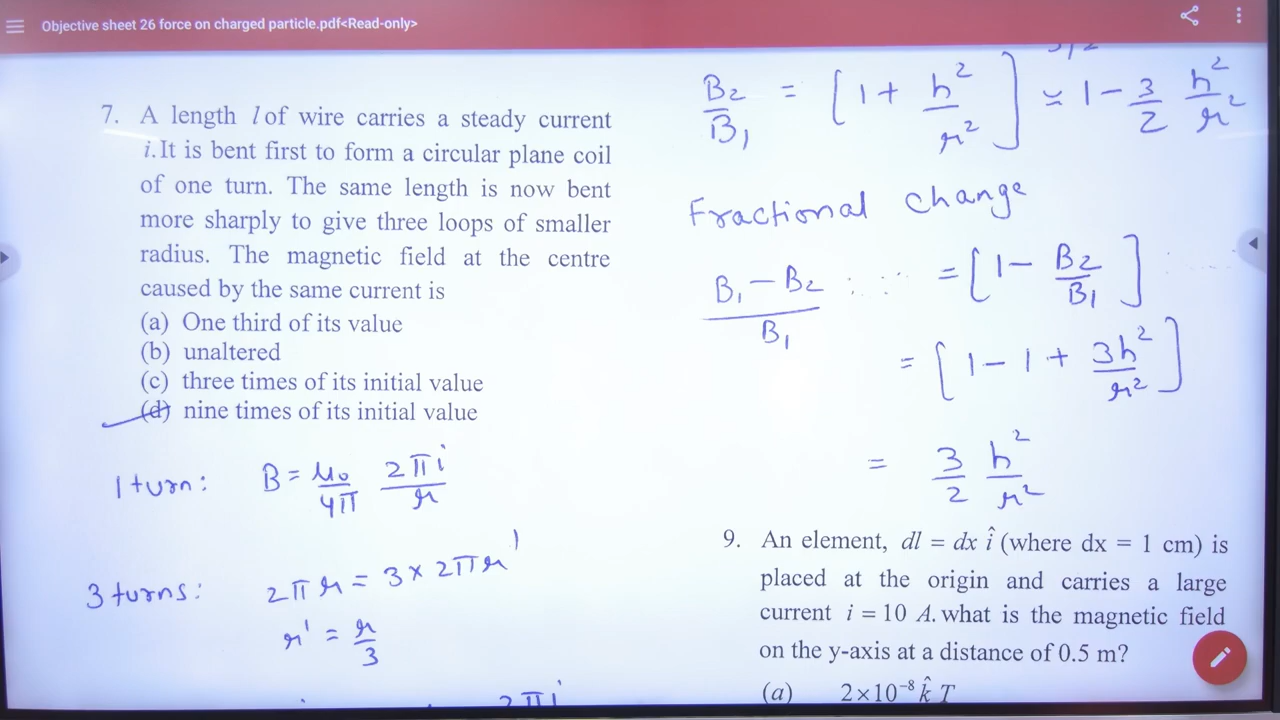 Objective sheet 26 force on charged particle.pdf<Read-only>
7. A length l of wire carries a steady current
i.It is bent first to form a circular plane coil
of one turn. The same length is now bent
more sharply to give three loops of smaller
radius. The magnetic field at the centre
caused by the same current is
(a) One third of its value
(b) unaltered
(c) three times of its initial value
(d) nine times of its initial value
1 turn: B = μ₀/4π 2πi/r
3 turns: 2πr = 3 × 2πr'
r' = r/3
2πi
B₂/B₁ = [1 + h²/r²] ≃ 1 - 3/2 h²/r²
Fractional change
B₁ - B₂/B₁ = [1 - B₂/B₁]
= [1 - 1 + 3h²/r²]
= 3/2 h²/r²
9. An element, dl = dx î (where dx = 1 cm) is
placed at the origin and carries a large
current i = 10 A. what is the magnetic field
on the y-axis at a distance of 0.5 m?
(a) 2×10⁻⁸ k̂ T